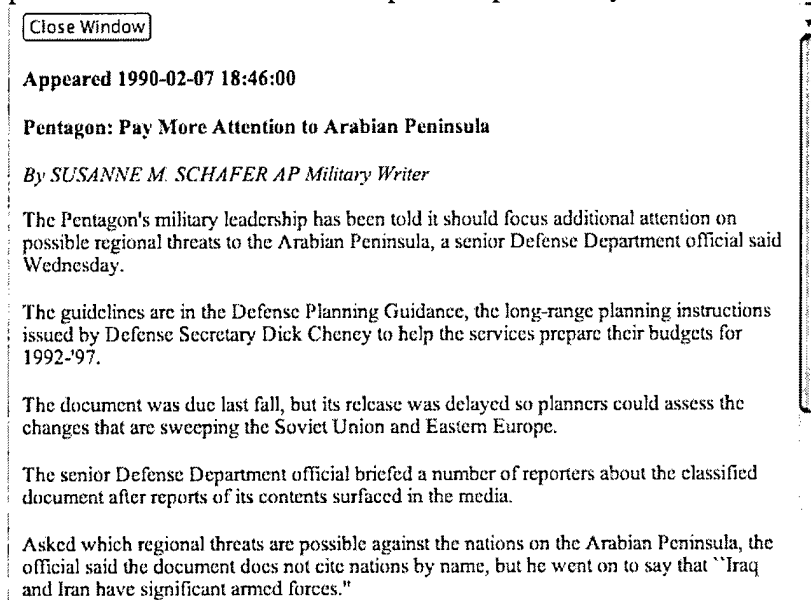 Close Window
Appeared 1990-02-07 18:46:00
Pentagon: Pay More Attention to Arabian Peninsula
By SUSANNE M. SCHAFER AP Military Writer
The Pentagon's military leadership has been told it should focus additional attention on
possible regional threats to the Arabian Peninsula, a senior Defense Department official said
Wednesday.
The guidelines are in the Defense Planning Guidance, the long-range planning instructions
issued by Defense Secretary Dick Cheney to help the services prepare their budgets for
1992-'97.
The document was due last fall, but its release was delayed so planners could assess the
changes that are sweeping the Soviet Union and Eastern Europe.
The senior Defense Department official briefed a number of reporters about the classified
document after reports of its contents surfaced in the media.
Asked which regional threats are possible against the nations on the Arabian Peninsula, the
official said the document does not cite nations by name, but he went on to say that ``Iraq
and Iran have significant armed forces."